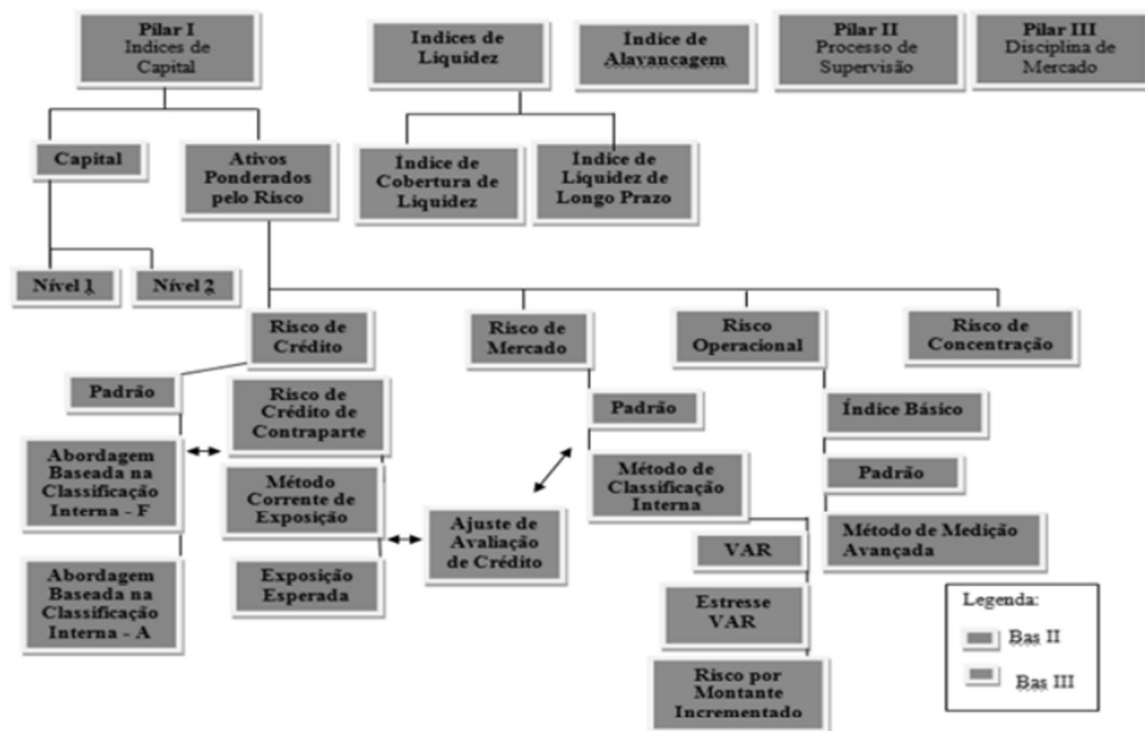 Pilar I
Indices de
Capital
Indices de
Liquidez
Índice de
Alavancagem
Pilar II
Processo de
Supervisão
Pilar III
Disciplina de
Mercado
Capital
Ativos
Ponderados
pelo Risco
Índice de
Cobertura de
Liquidez
Índice de
Liquidez de
Longo Prazo
Nível 1
Nível 2
Risco de
Crédito
Risco de
Mercado
Risco
Operacional
Risco de
Concentração
Padrão
Risco de
Crédito de
Contraparte
Padrão
Índice Básico
Abordagem
Baseada na
Classificação
Interna - F
Método
Corrente de
Exposição
Método de
Classificação
Interna
Padrão
Ajuste de
Avaliação
de Crédito
VAR
Método de Medição
Avançada
Abordagem
Baseada na
Classificação
Interna - A
Exposição
Esperada
Estresse
VAR
Risco por
Montante
Incrementado
Legenda:
Bas II
Bas III